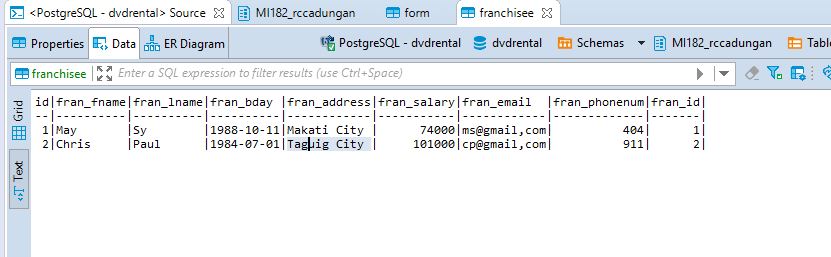 <PostgreSQL - dvdrental> Source MI182_rccadungan form franchisee
Properties Data ER Diagram PostgreSQL - dvdrental dvdrental Schemas MI182_rccadungan
franchisee Enter a SQL expression to filter results (use Ctrl+Space)
Grid
Text
id|fran_fname|fran_lname|fran_bday |fran_address|fran_salary|fran_email  |fran_phonenum|fran_id|
--|----------|----------|----------|------------|-----------|------------|-------------|-------|
 1|May       |Sy        |1988-10-11|Makati City |      74000|ms@gmail,com|          404|      1|
 2|Chris     |Paul      |1984-07-01|Taguig City |     101000|cp@gmail,com|          911|      2|